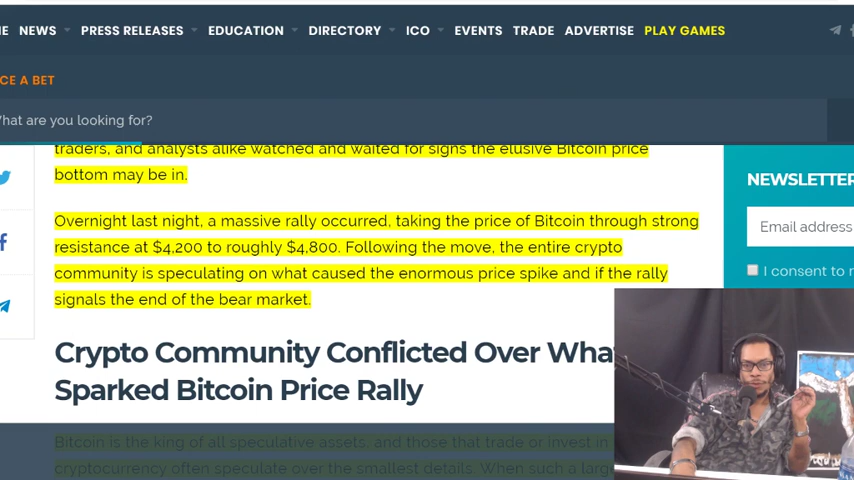 NEWS PRESS RELEASES EDUCATION DIRECTORY ICO EVENTS TRADE ADVERTISE PLAY GAMES
A BET
What are you looking for?
traders, and analysts alike watched and waited for signs the elusive Bitcoin price
bottom may be in.
Overnight last night, a massive rally occurred, taking the price of Bitcoin through strong
resistance at $4,200 to roughly $4,800. Following the move, the entire crypto
community is speculating on what caused the enormous price spike and if the rally
signals the end of the bear market.
Crypto Community Conflicted Over What
Sparked Bitcoin Price Rally
Bitcoin is the king of all speculative assets, and those that trade or invest in
cryptocurrency often speculate over the smallest details. When such a large
NEWSLETTER
Email address
I consent to